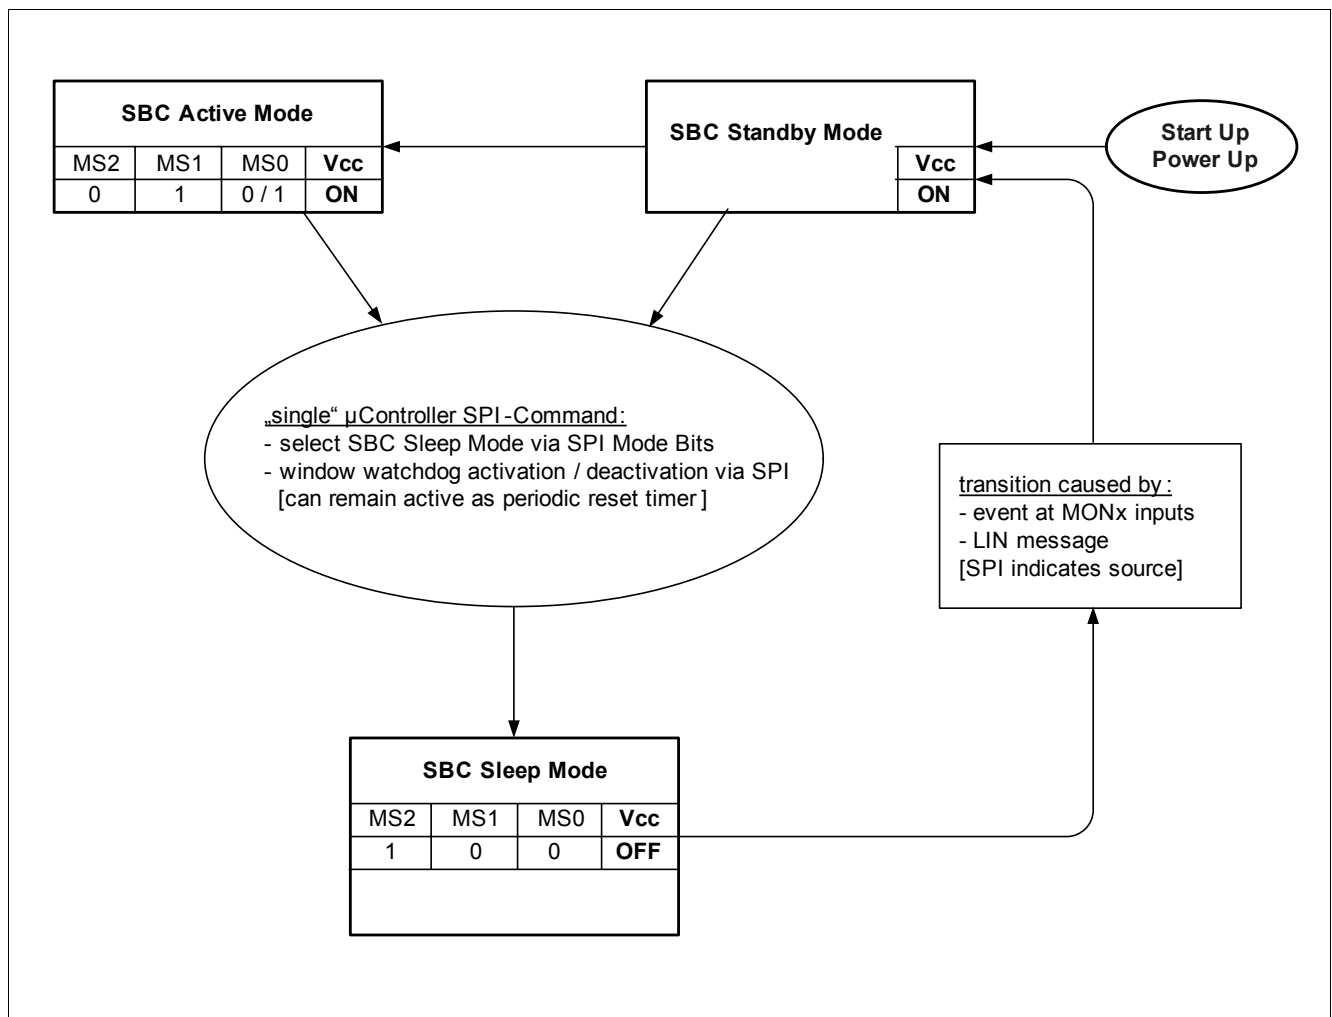 SBC Active Mode
MS2 MS1 MS0 Vcc
0 1 0 / 1 ON
SBC Standby Mode
Vcc
ON
Start Up
Power Up
„single“ µController SPI-Command:
- select SBC Sleep Mode via SPI Mode Bits
- window watchdog activation / deactivation via SPI
[can remain active as periodic reset timer]
transition caused by:
- event at MONx inputs
- LIN message
[SPI indicates source]
SBC Sleep Mode
MS2 MS1 MS0 Vcc
1 0 0 OFF